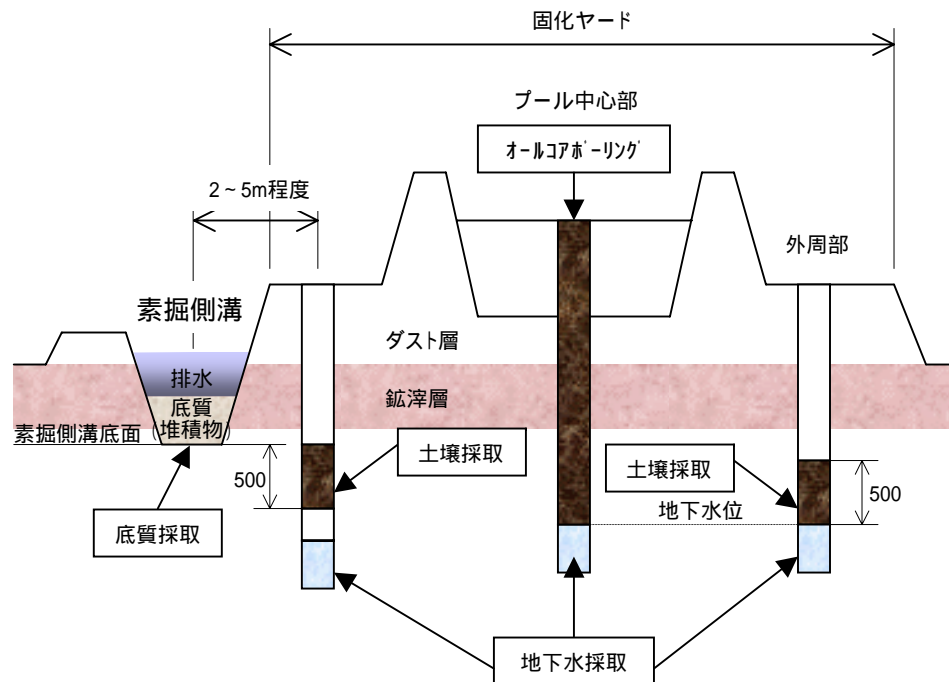 固化ヤード
プール中心部
ｵｰﾙｺｱﾎﾞｰﾘﾝｸﾞ
2~5m程度
外周部
素掘側溝
ダスト層
排水
鉱滓層
底質
(堆積物)
素掘側溝底面
土壌採取
土壌採取
500
500
地下水位
底質採取
地下水採取